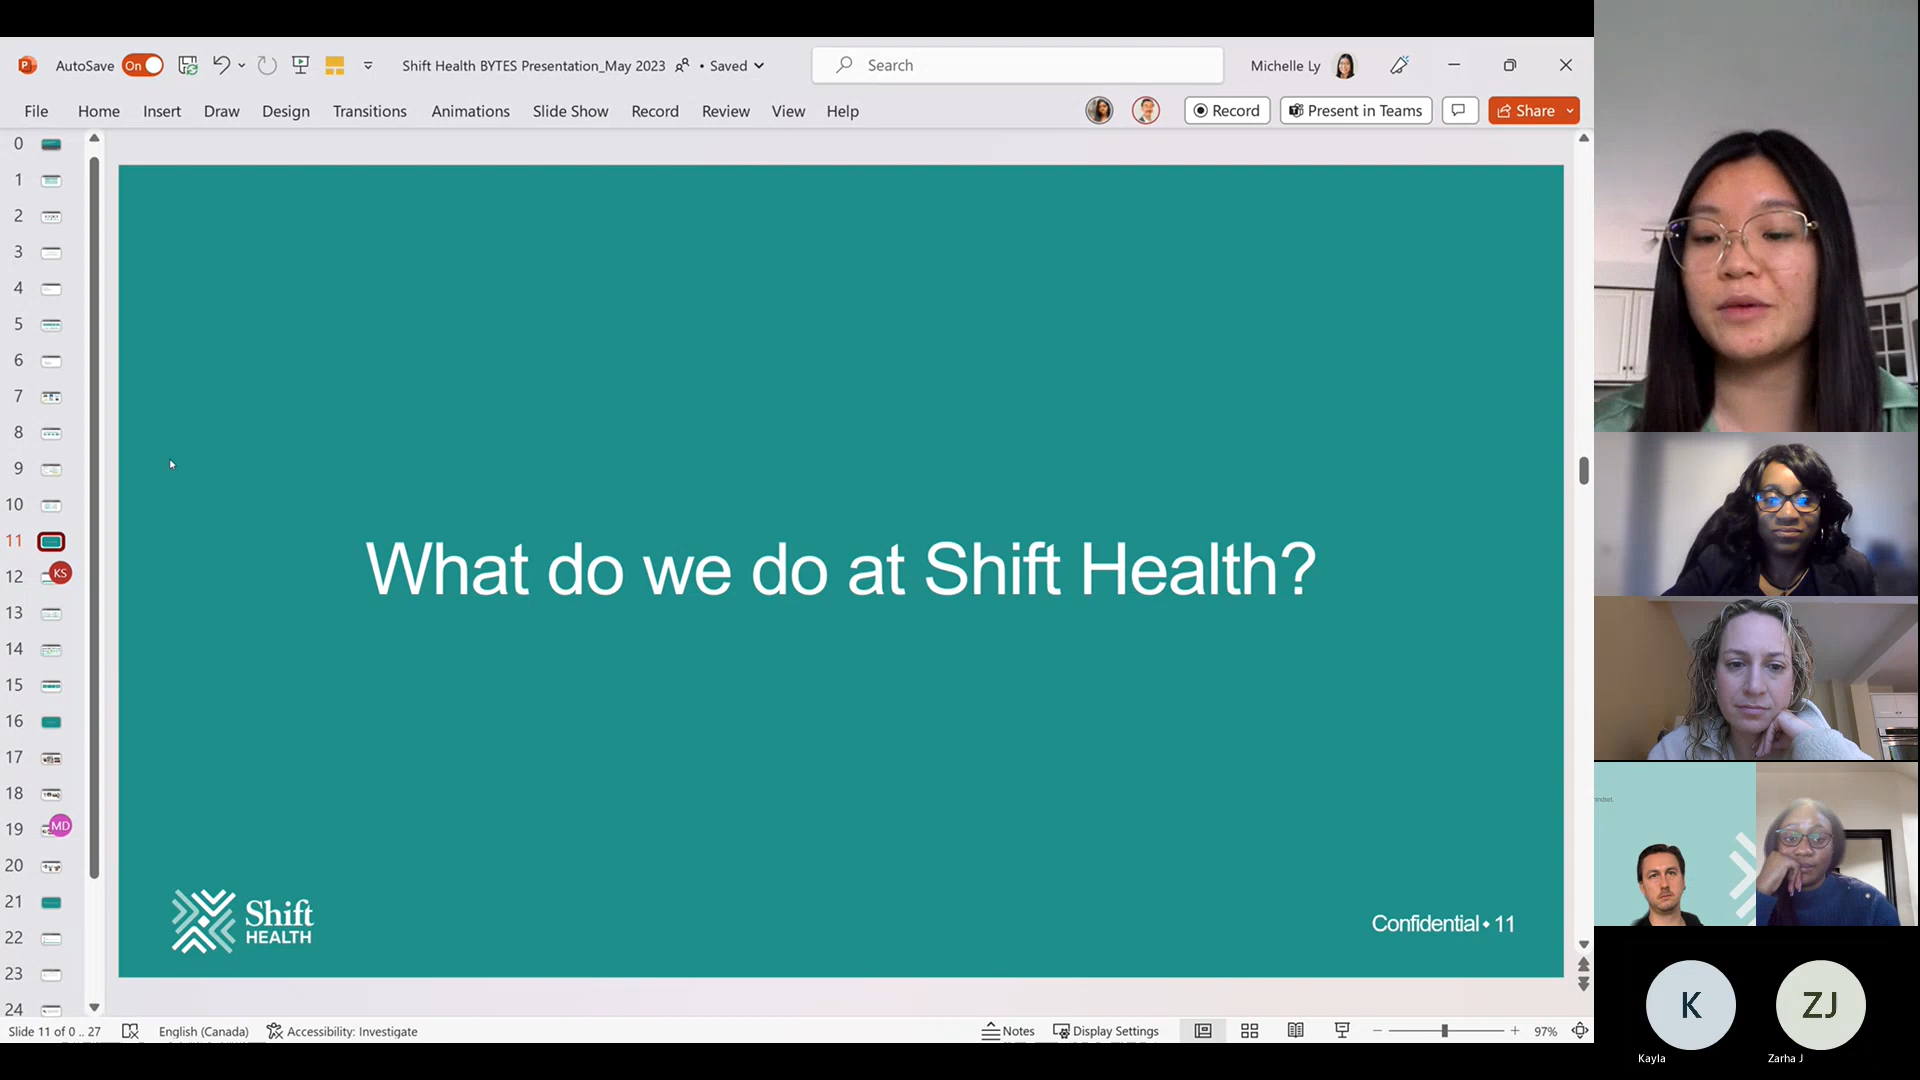 AutoSave On Shift Health BYTES Presentation_May 2023 • Saved Search Michelle Ly
File Home Insert Draw Design Transitions Animations Slide Show Record Review View Help Record Present in Teams Share
0
1
2
3
4
5
6
7
8
9
10
11
12 KS
13
14
15
16
17
18
19 MD
20
21
22
23
24
What do we do at Shift Health?
Shift
HEALTH
Confidential • 11
Slide 11 of 0 .. 27 English (Canada) Accessibility: Investigate Notes Display Settings 97%
mindset.
K
Kayla
ZJ
Zarha J